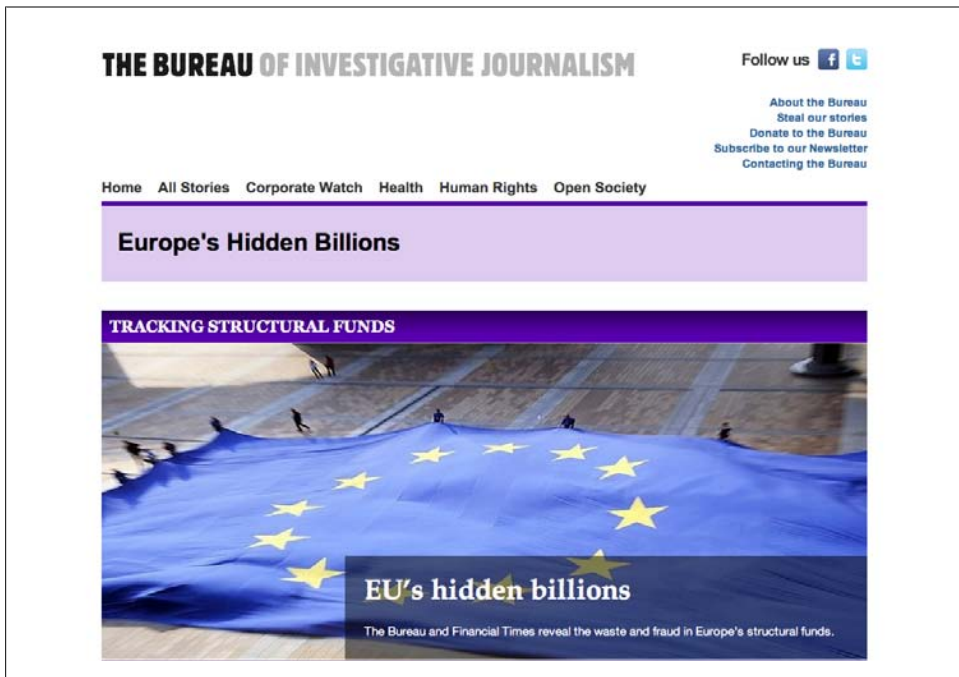 THE BUREAU OF INVESTIGATIVE JOURNALISM
Follow us
About the Bureau
Steal our stories
Donate to the Bureau
Subscribe to our Newsletter
Contacting the Bureau
Home All Stories Corporate Watch Health Human Rights Open Society
Europe's Hidden Billions
TRACKING STRUCTURAL FUNDS
EU's hidden billions
The Bureau and Financial Times reveal the waste and fraud in Europe's structural funds.